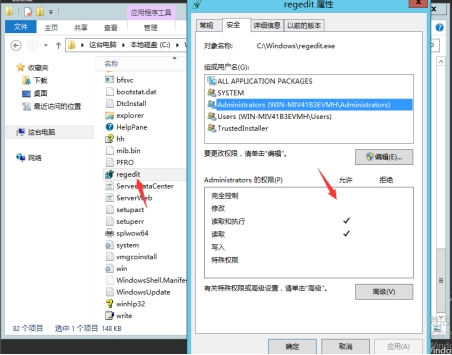 应用程序工具
文件
主页
共享
查看
管理
这台电脑 ▸ 本地磁盘 (C:) ▸
收藏夹
下载
桌面
最近访问的位置
这台电脑
网络
名称
bfsvc
bootstat.dat
DtcInstall
explorer
HelpPane
hh
mib.bin
PFRO
regedit
ServerDataCenter
ServerWeb
setupact
setuperr
splwow64
system
vmgcoinstall
win
WindowsShell.Manifes
WindowsUpdate
winhlp32
write
82 个项目 选中 1 个项目 148 KB
regedit 属性
常规 安全 详细信息 以前的版本
对象名称: C:\Windows\regedit.exe
组或用户名(G):
ALL APPLICATION PACKAGES
SYSTEM
Administrators (WIN-MIV41B3EVMH\Administrators)
Users (WIN-MIV41B3EVMH\Users)
TrustedInstaller
要更改权限，请单击"编辑"。 编辑(E)...
Administrators 的权限(P) 允许 拒绝
完全控制
修改
读取和执行
读取
写入
特殊权限
有关特殊权限或高级设置，请单击"高级"。 高级(V)
确定 取消 应用(A)